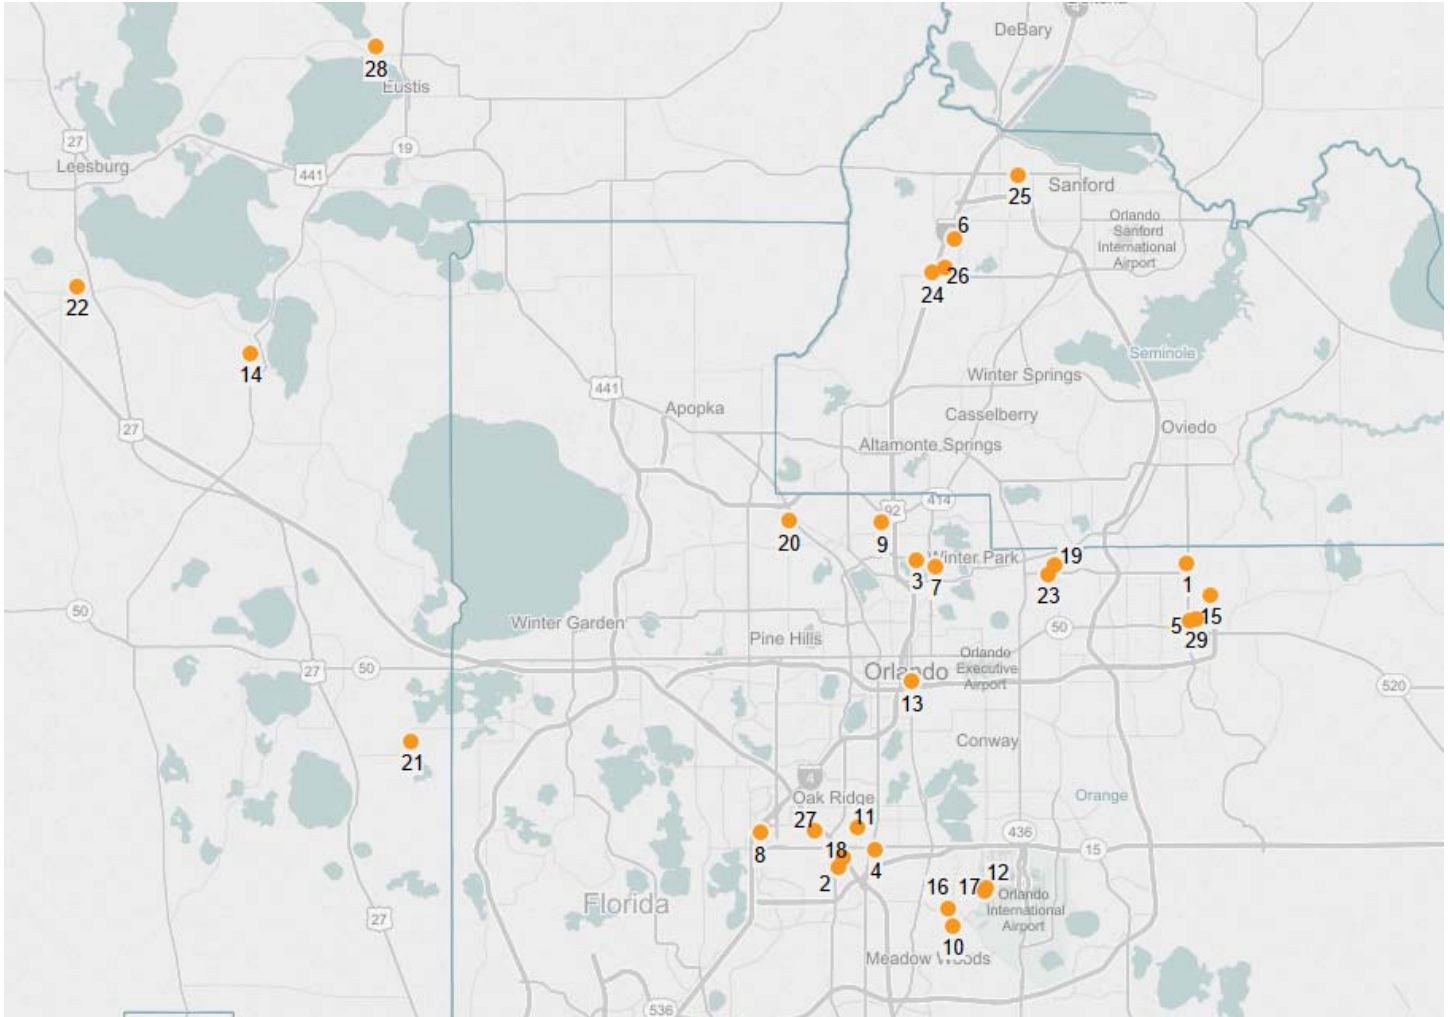 DeBary
28
Eustis
27
19
Leesburg
441
25
Sanford
Orlando
Sanford
International
Airport
6
26
24
22
14
Seminole
Winter Springs
441
Apopka
Casselberry
27
Oviedo
Altamonte Springs
92
414
20
9
Winter Park
3
7
19
23
1
50
15
5
29
Winter Garden
Pine Hills
50
27
50
Orlando
Orlando
Executive
Airport
520
13
21
Conway
4
Orange
Oak Ridge
27
11
436
8
18
4
15
2
16
17
12
Orlando
International
Airport
Florida
27
10
Meadow Woods
536